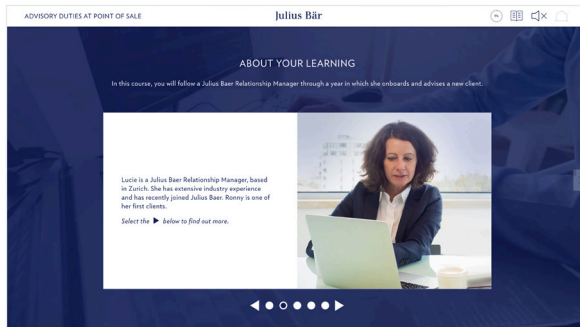 ADVISORY DUTIES AT POINT OF SALE
Julius Bär
ABOUT YOUR LEARNING
In this course, you will follow a Julius Baer Relationship Manager through a year in which she onboards and advises a new client.
Lucie is a Julius Baer Relationship Manager, based
in Zurich. She has extensive industry experience
and has recently joined Julius Baer. Ronny is one of
her first clients.
Select the ▶ below to find out more.